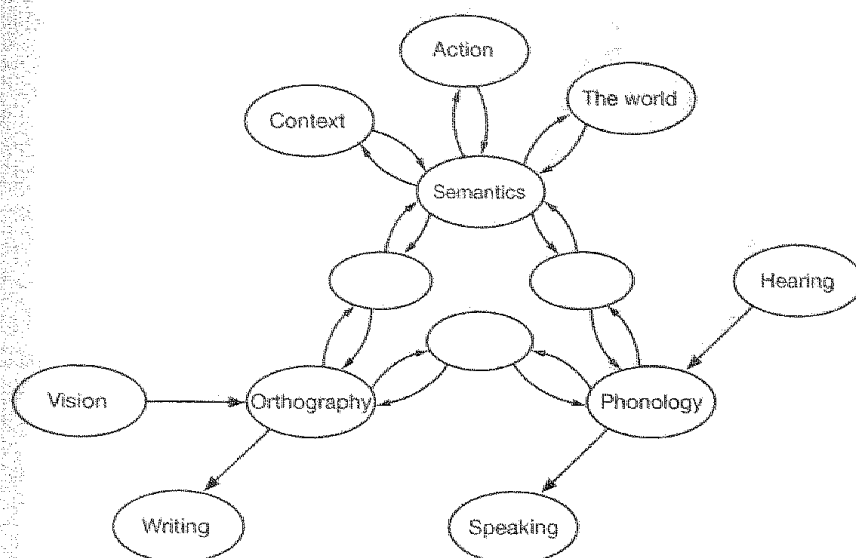 Action
The world
Context
Semantics
Hearing
Vision
Orthography
Phonology
Writing
Speaking